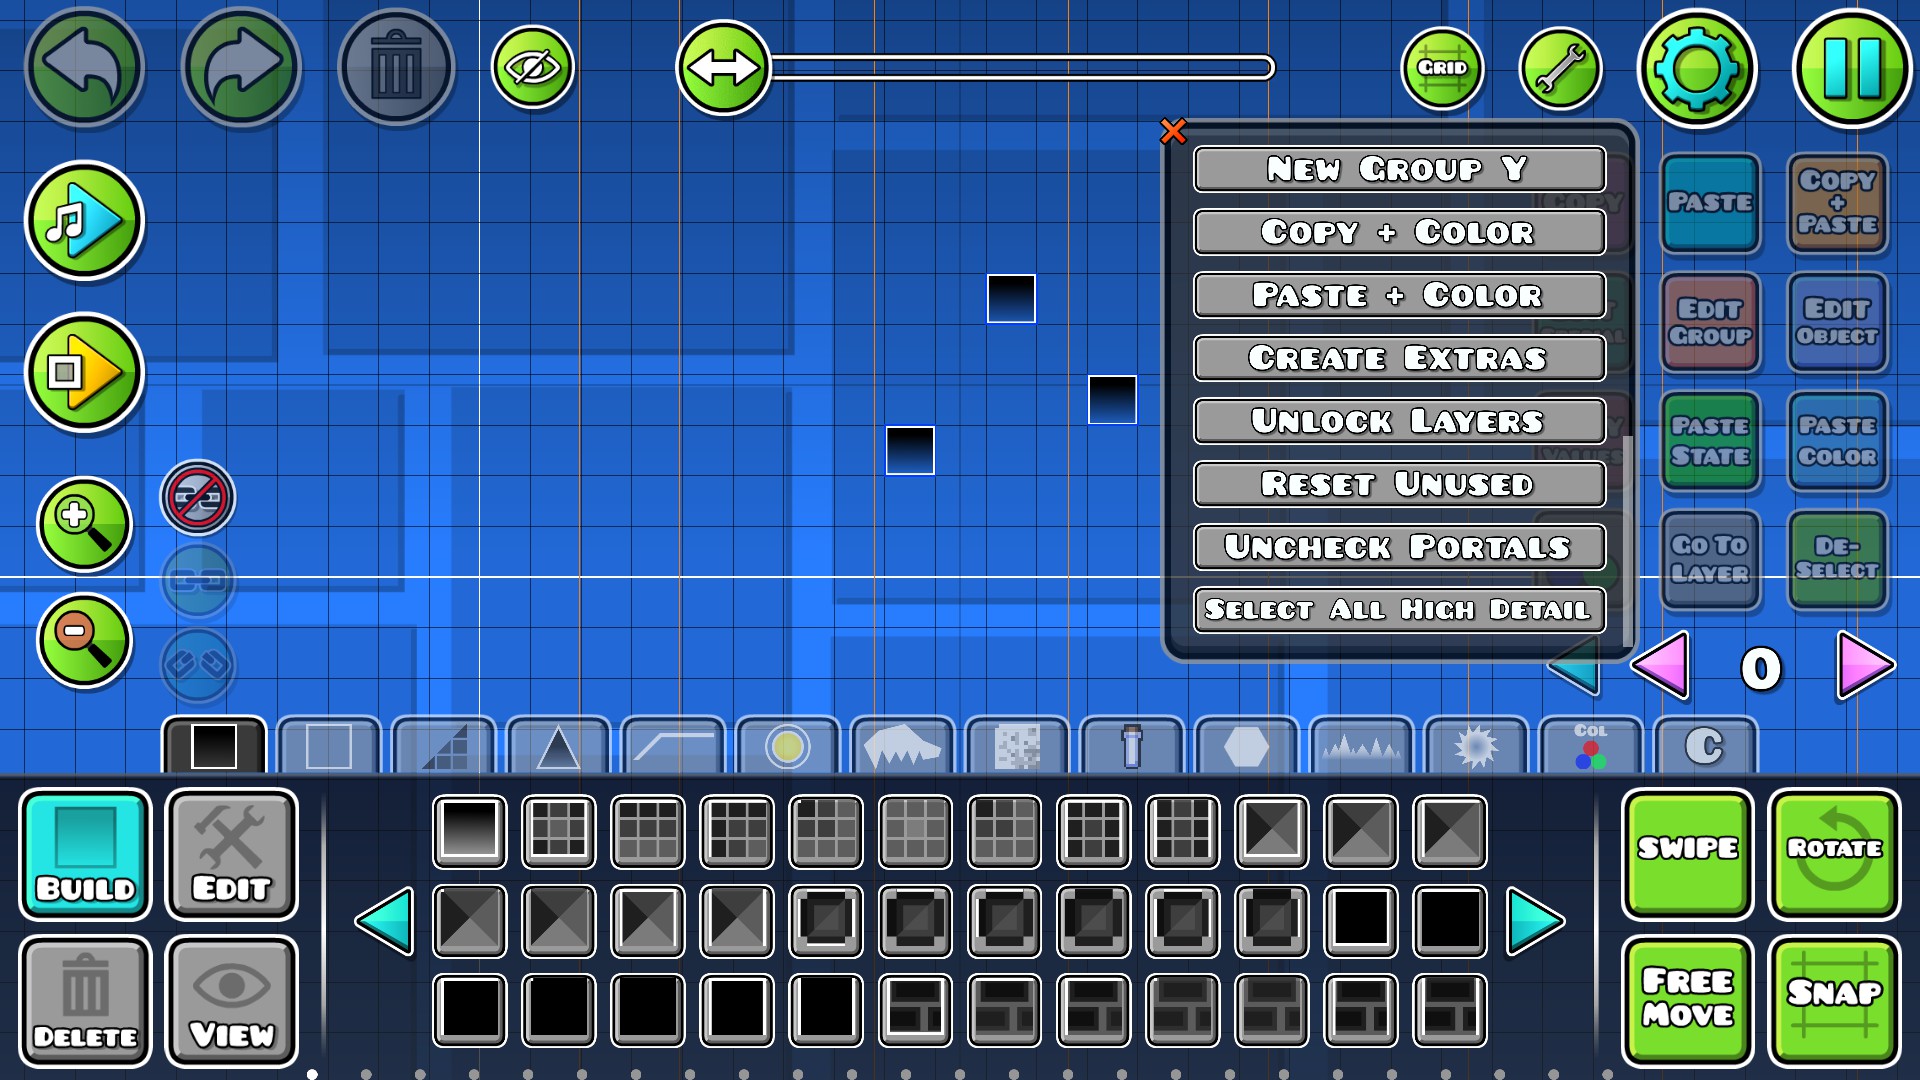 GRID
NEW GROUP Y
COPY + COLOR
PASTE + COLOR
CREATE EXTRAS
UNLOCK LAYERS
RESET UNUSED
UNCHECK PORTALS
SELECT ALL HIGH DETAIL
COPY
PASTE
COPY
+
PASTE
EDIT
GROUP
EDIT
OBJECT
PASTE
STATE
PASTE
COLOR
GO TO
LAYER
DE-
SELECT
0
COL
C
BUILD
EDIT
DELETE
VIEW
SWIPE
ROTATE
FREE
MOVE
SNAP